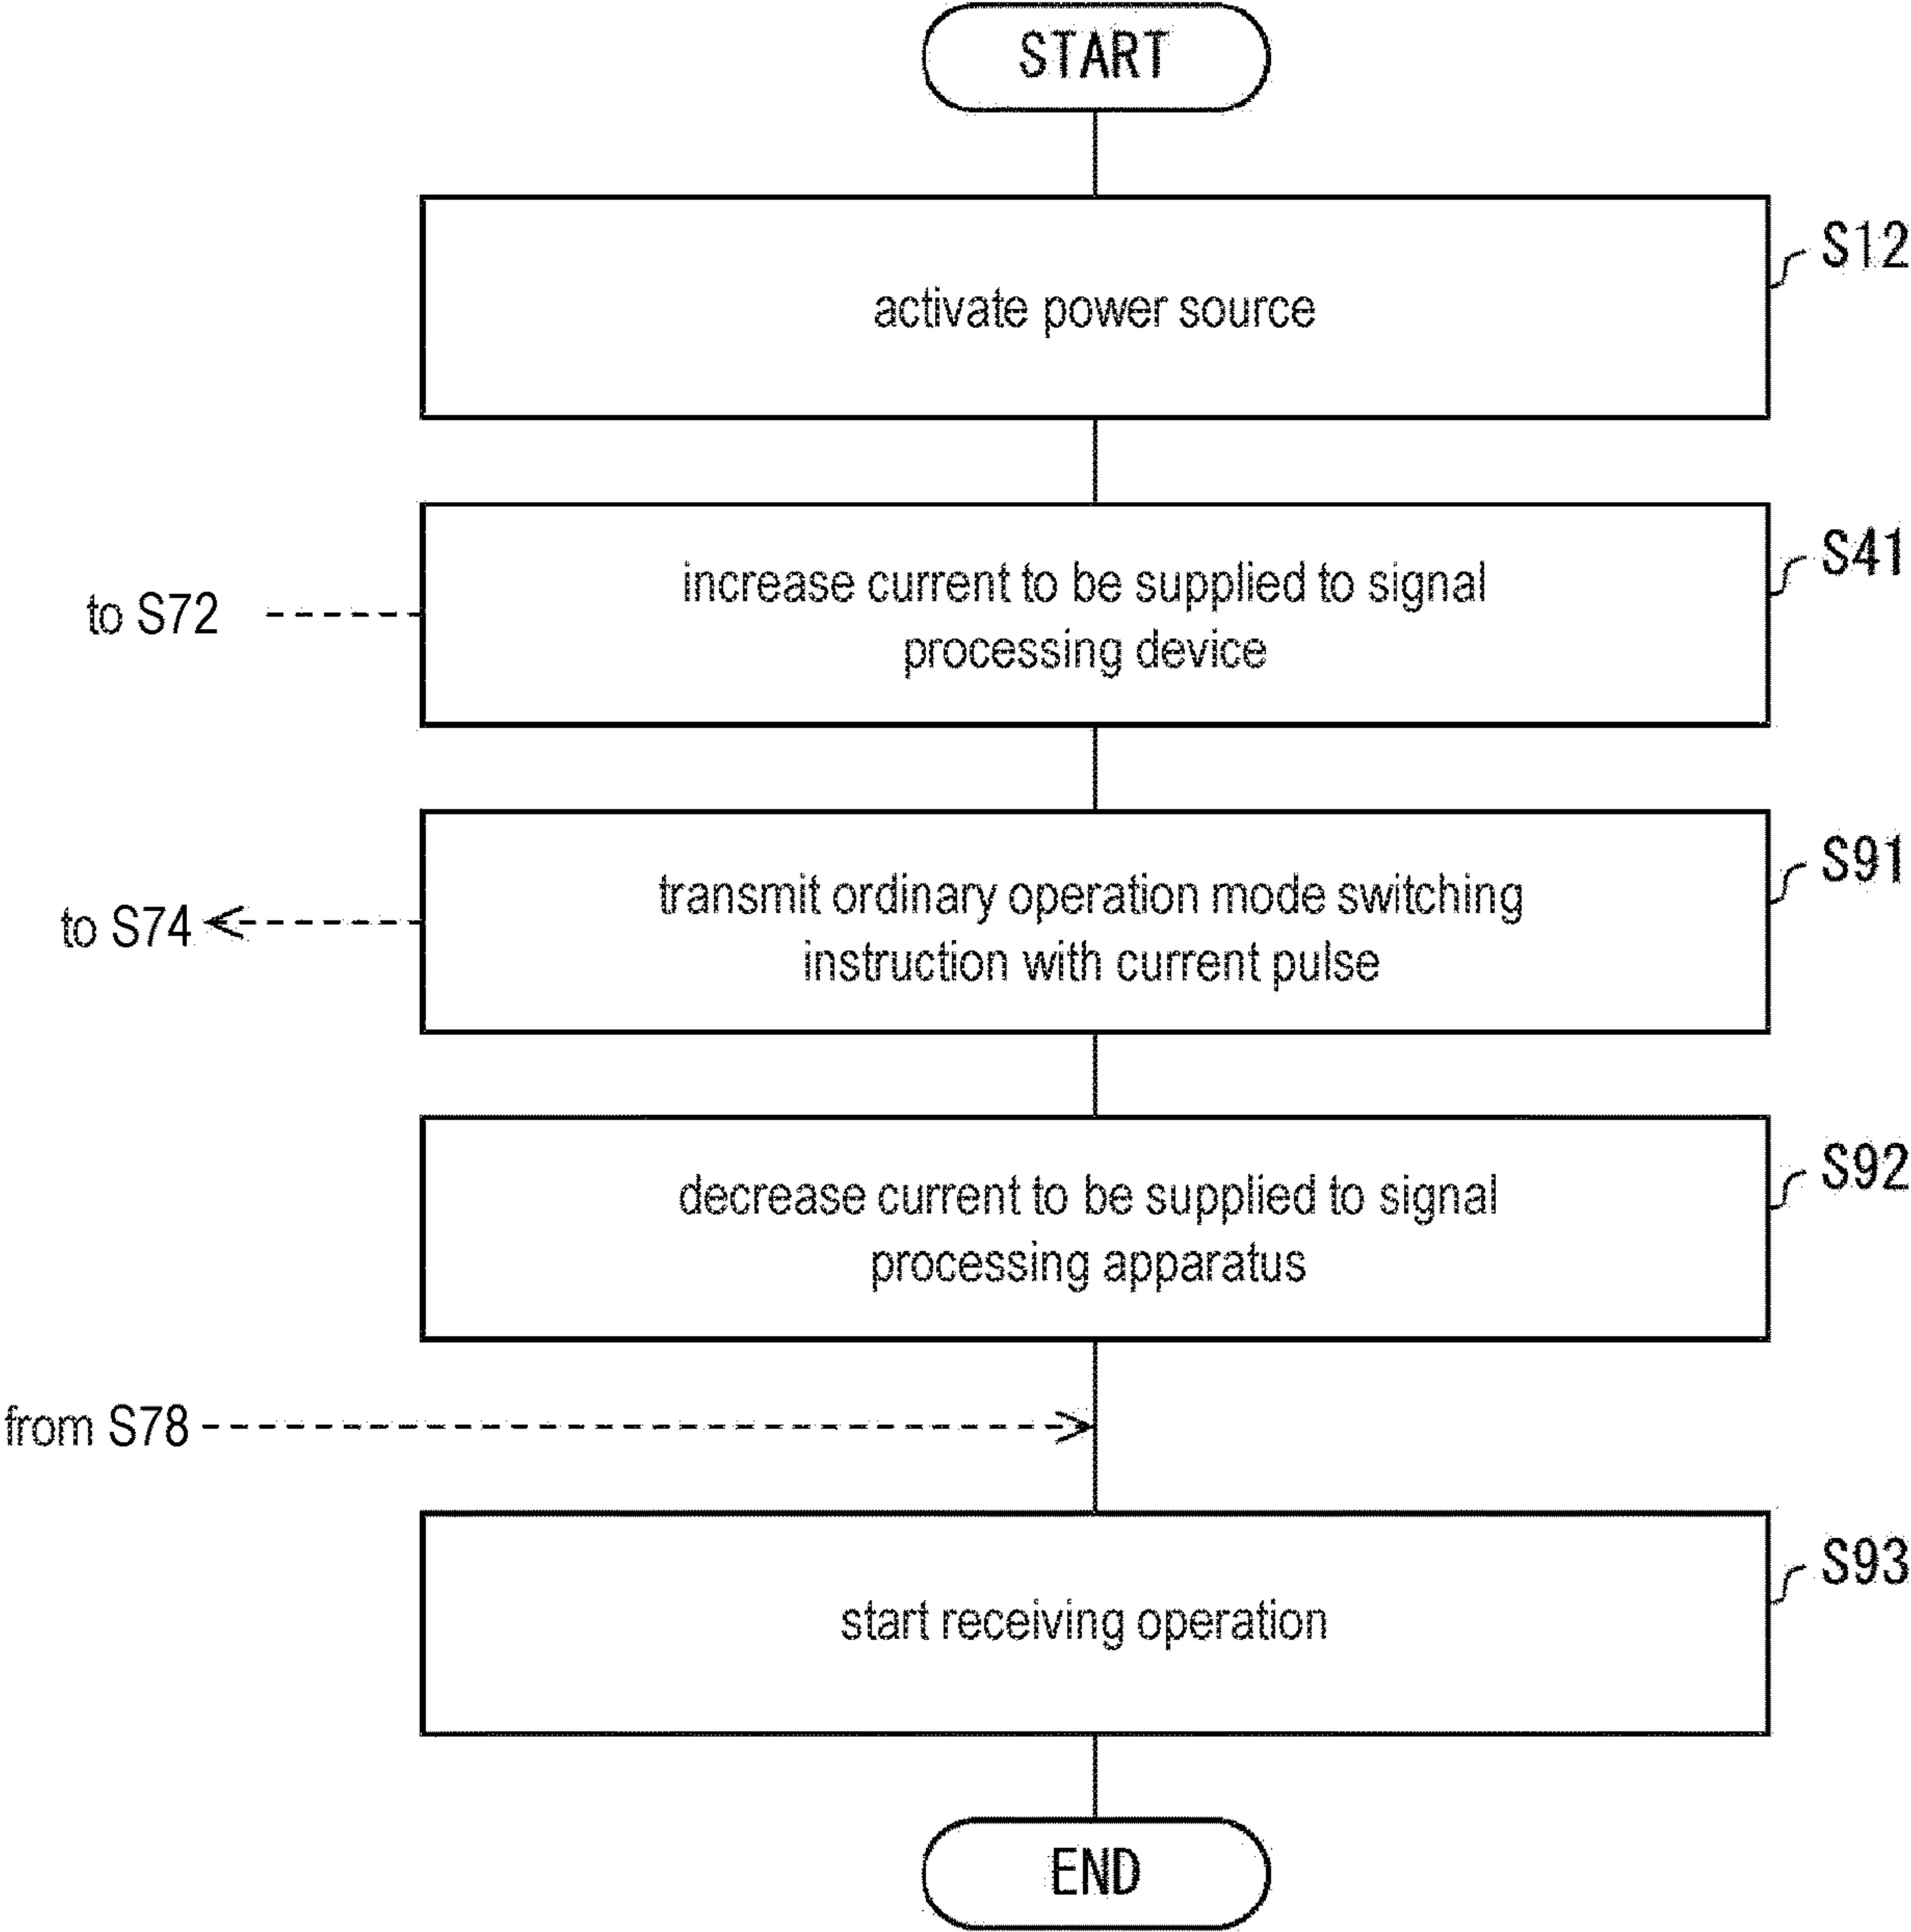 START
S12
activate power source
S41
increase current to be supplied to signal
processing device
to S72
S91
transmit ordinary operation mode switching
instruction with current pulse
to S74
S92
decrease current to be supplied to signal
processing apparatus
from S78
S93
start receiving operation
END